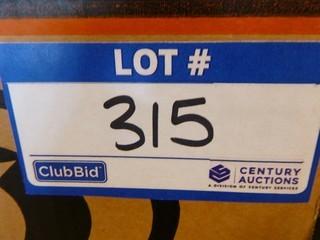 LOT #
315
ClubBid
CENTURY
AUCTIONS
A DIVISION OF CENTURY SERVICES